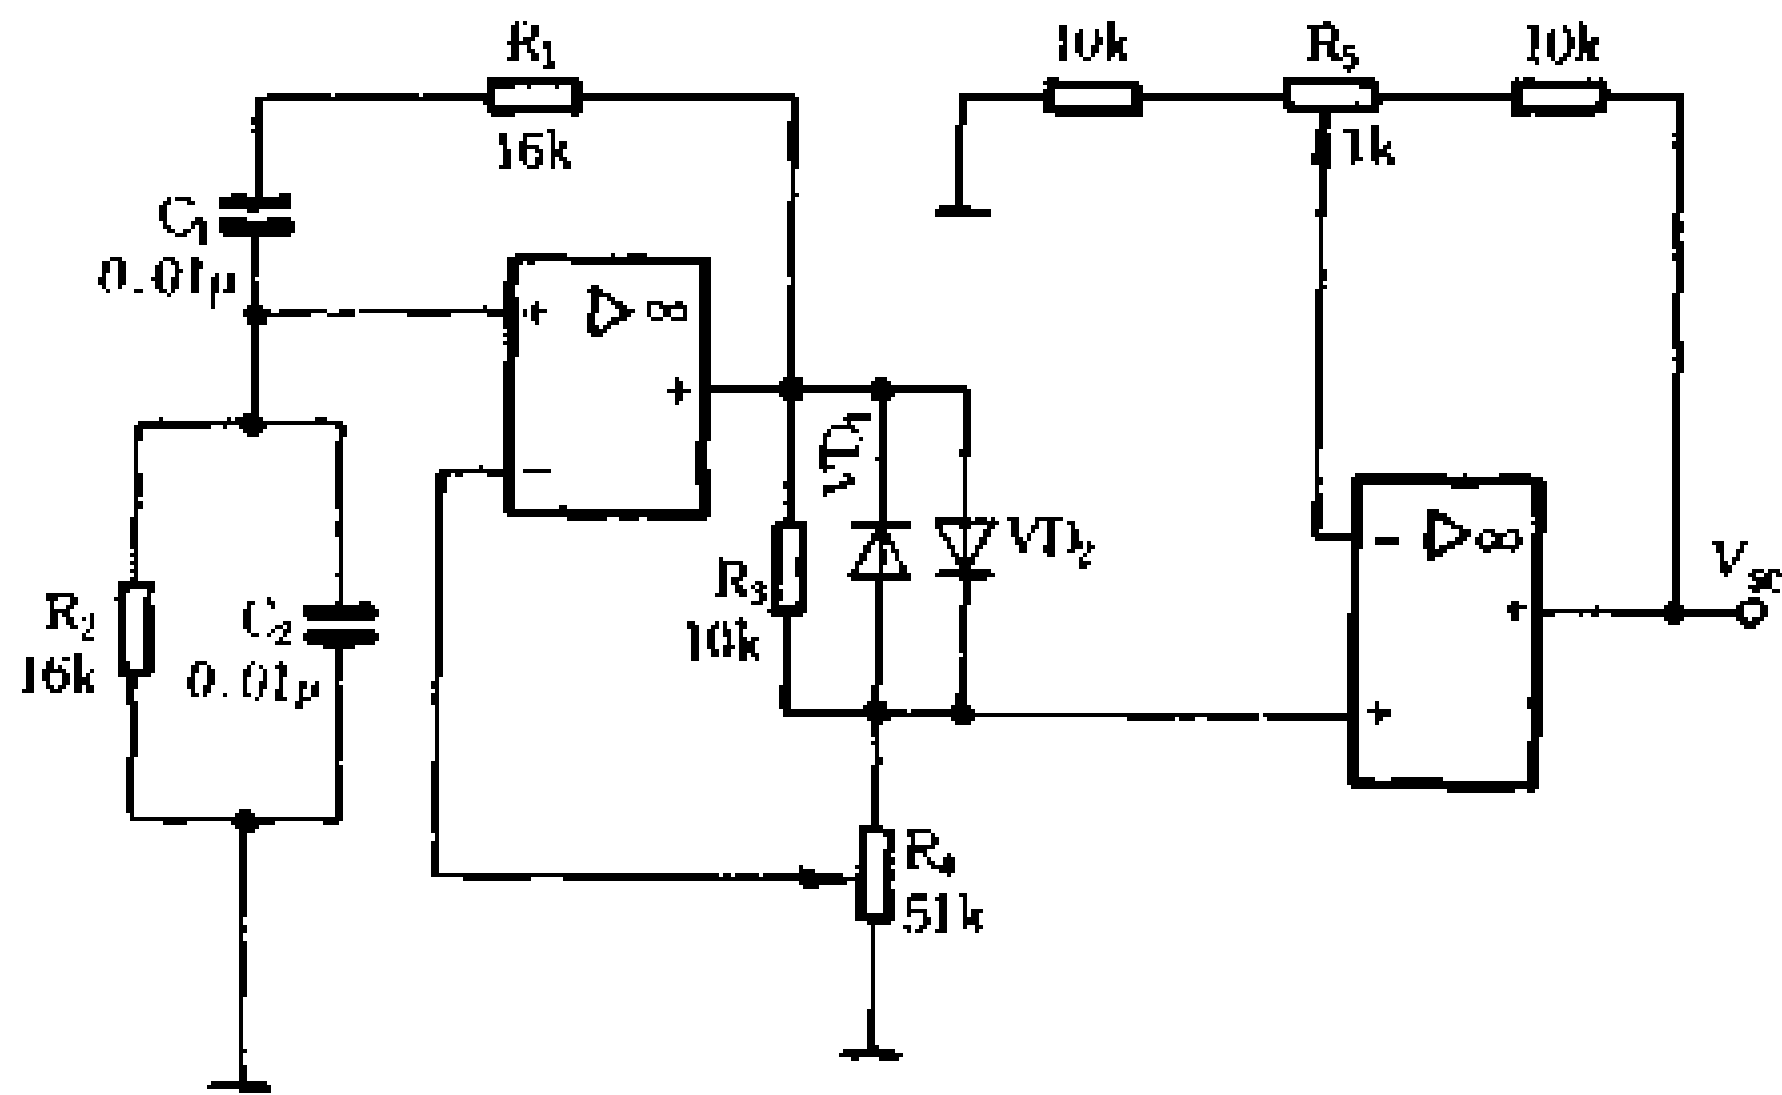 R₁
10k
R₅
10k
16k
1k
C₁
0.01μ
+
▷ ∞
+
−
VD₁
VD₂
R₃
10k
R₂
16k
C₂
0.01μ
−
▷ ∞
+
+
V
R₄
51k